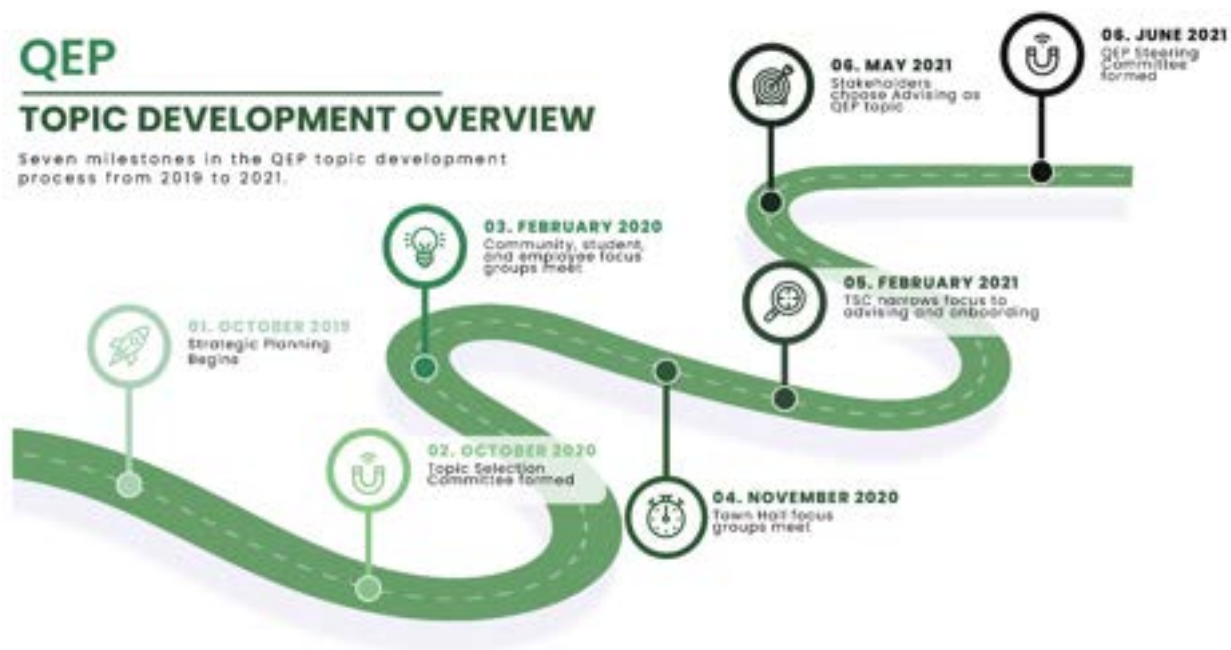 QEP
TOPIC DEVELOPMENT OVERVIEW
Seven milestones in the QEP topic development
process from 2019 to 2021.
01. OCTOBER 2019
Strategic Planning
Begins
02. OCTOBER 2020
Topic Selection
Committee formed
03. FEBRUARY 2020
Community, student,
and employee focus
groups meet
04. NOVEMBER 2020
Town Hall focus
groups meet
05. FEBRUARY 2021
TSC narrows focus to
advising and onboarding
06. MAY 2021
Stakeholders
choose Advising as
QEP topic
06. JUNE 2021
QEP Steering
Committee
formed